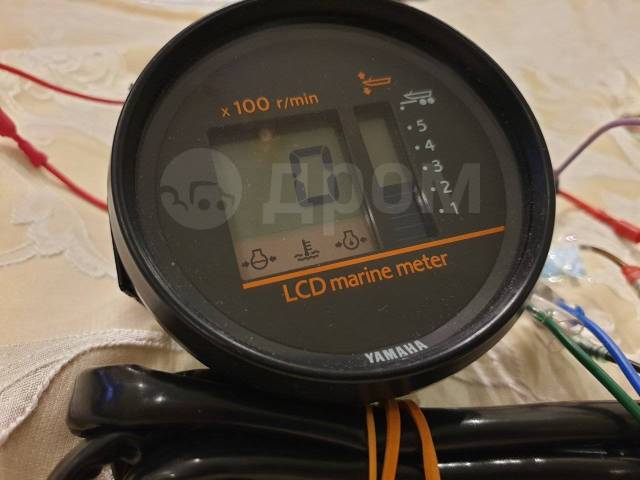 x 100 r/min
0
5
4
3
2
1
LCD marine meter
YAMAHA
дром